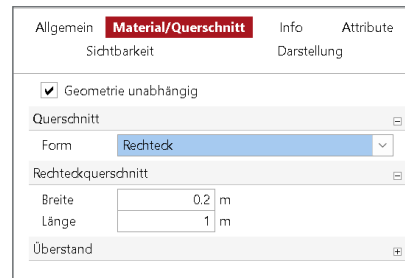 Allgemein Material/Querschnitt Info Attribute
Sichtbarkeit Darstellung
Geometrie unabhängig
Querschnitt
Form Rechteck
Rechteckquerschnitt
Breite 0.2 m
Länge 1 m
Überstand